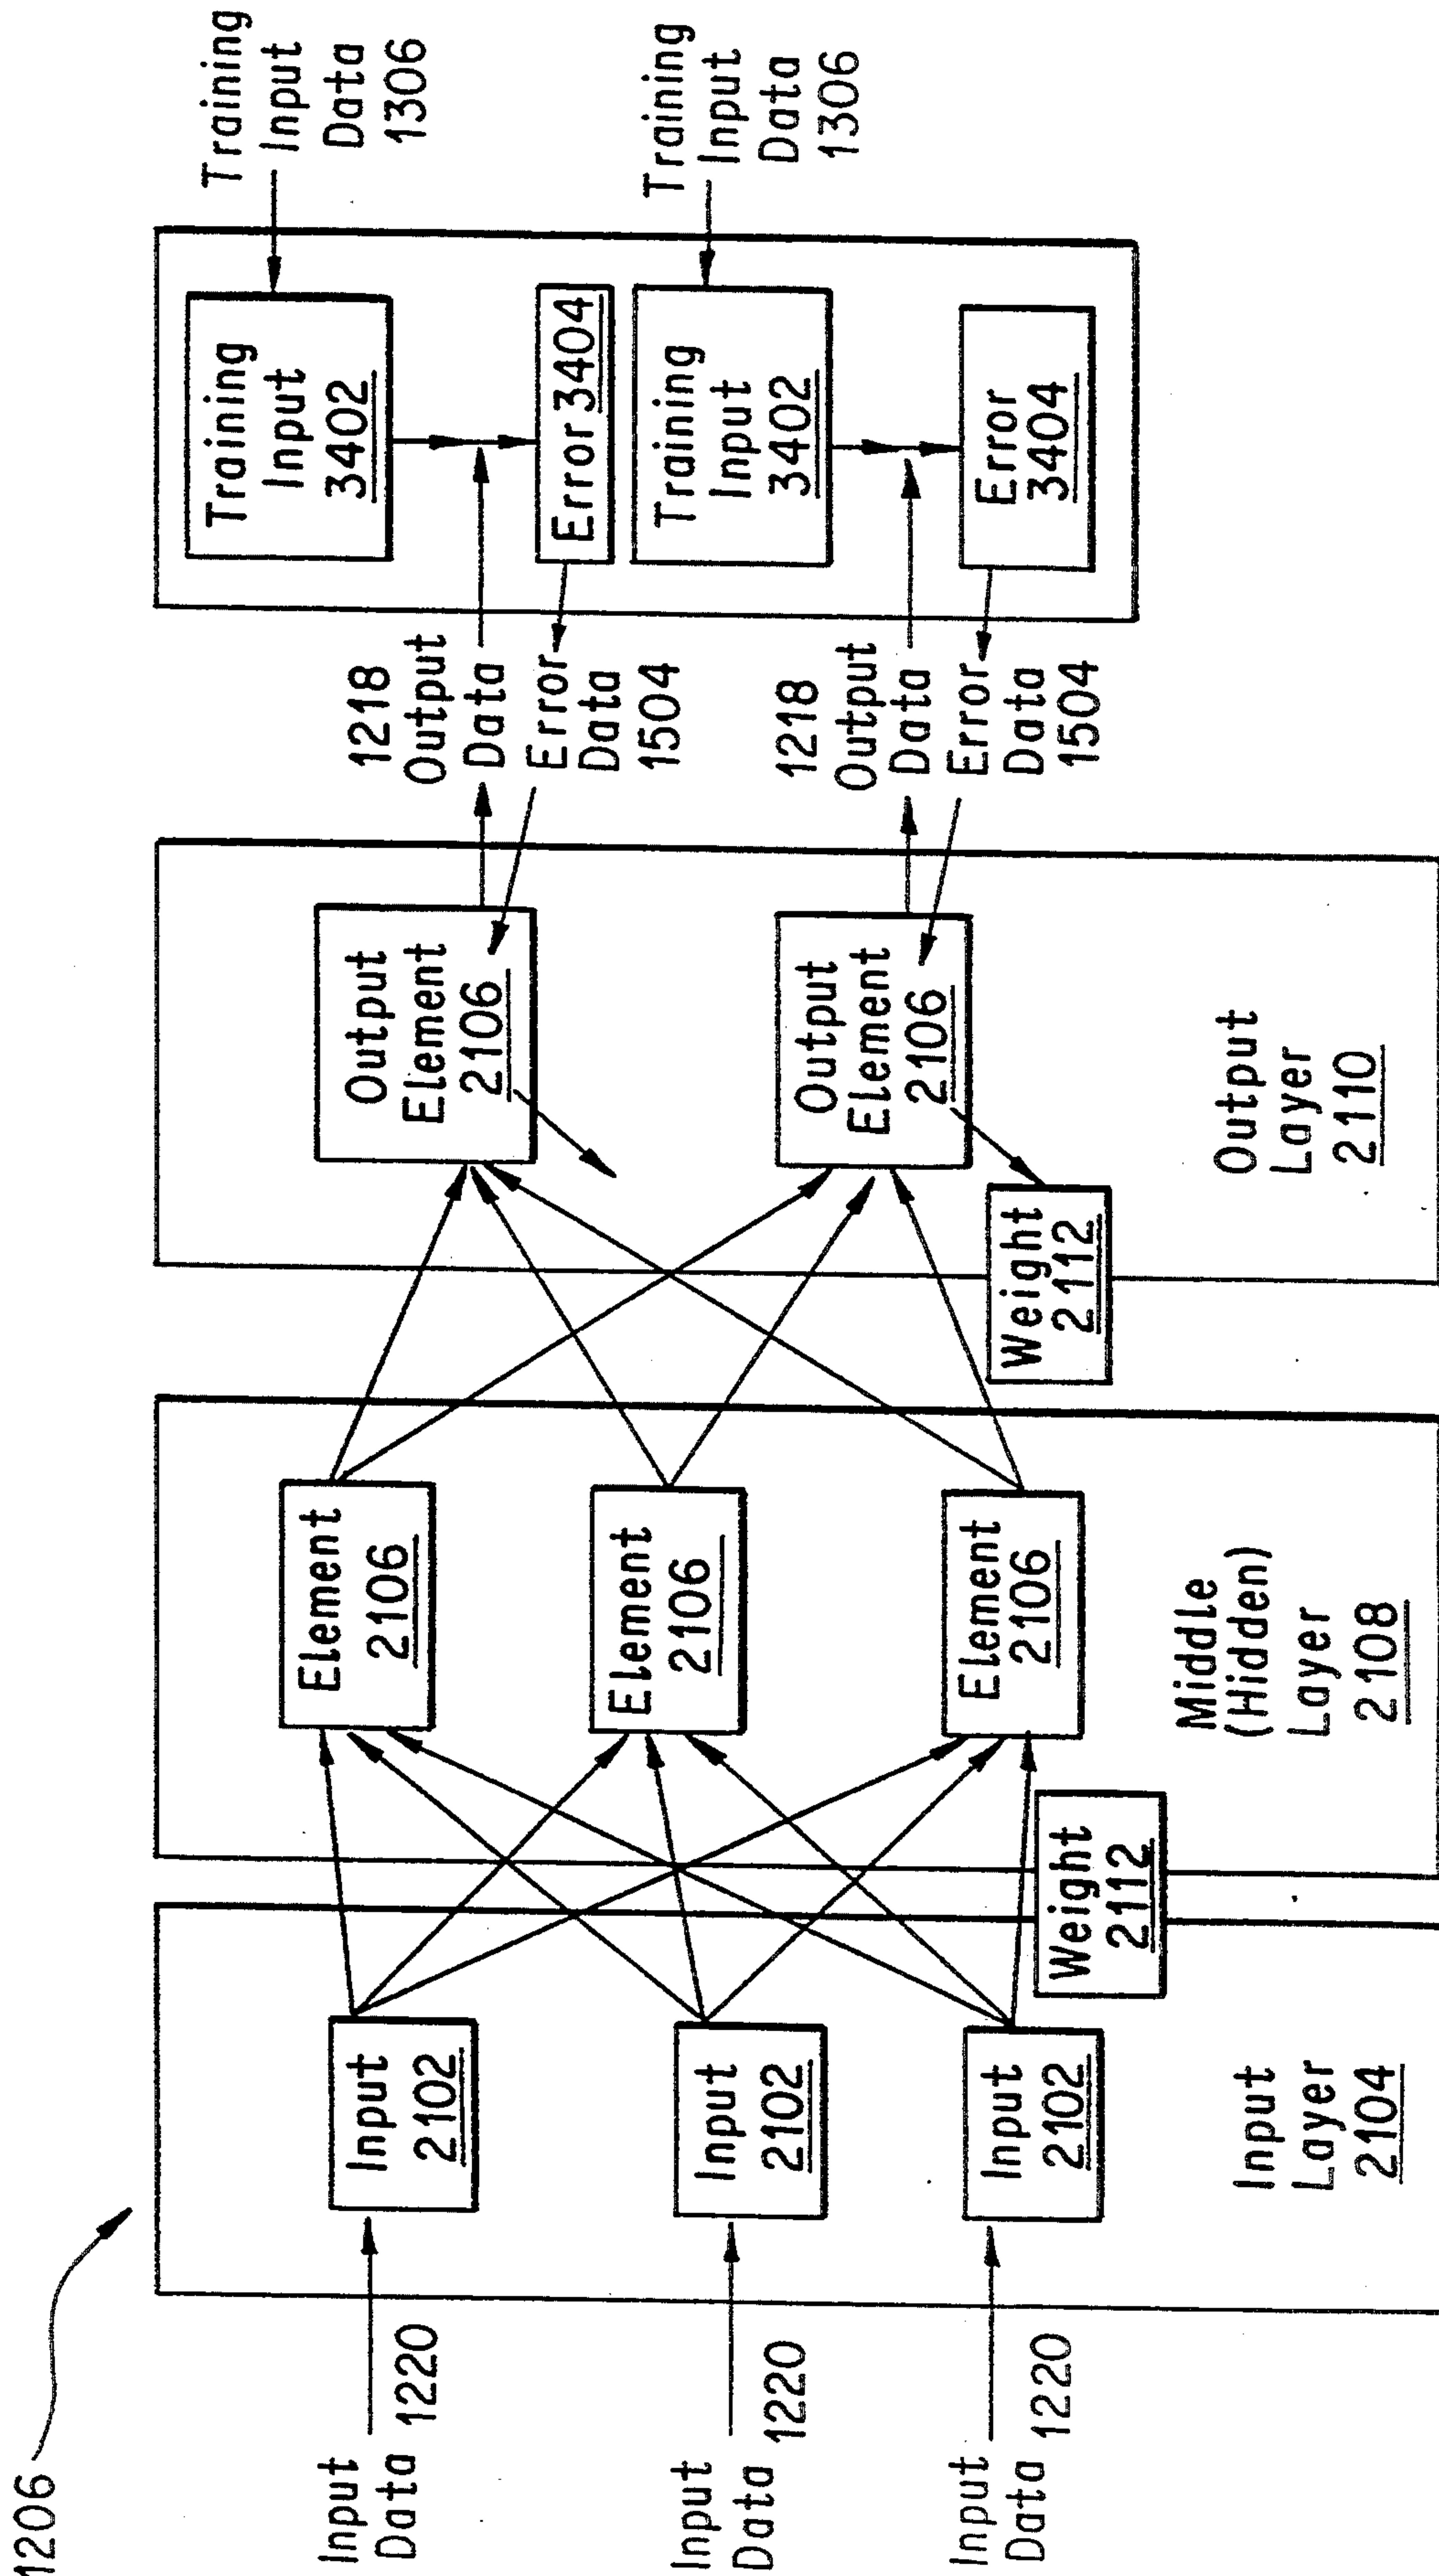 1206
Input
Data 1220
Input
Data 1220
Input
Data 1220
Input
2102
Input
2102
Input
2102
Input
Layer
2104
Weight
2112
Element
2106
Element
2106
Element
2106
Middle
(Hidden)
Layer
2108
Weight
2112
Output
Element
2106
Output
Element
2106
Output
Layer
2110
1218
Output
Data
Error
Data
1504
1218
Output
Data
Error
Data
1504
Training
Input
3402
Error 3404
Training
Input
3402
Error
3404
Training
Input
Data
1306
Training
Input
Data
1306